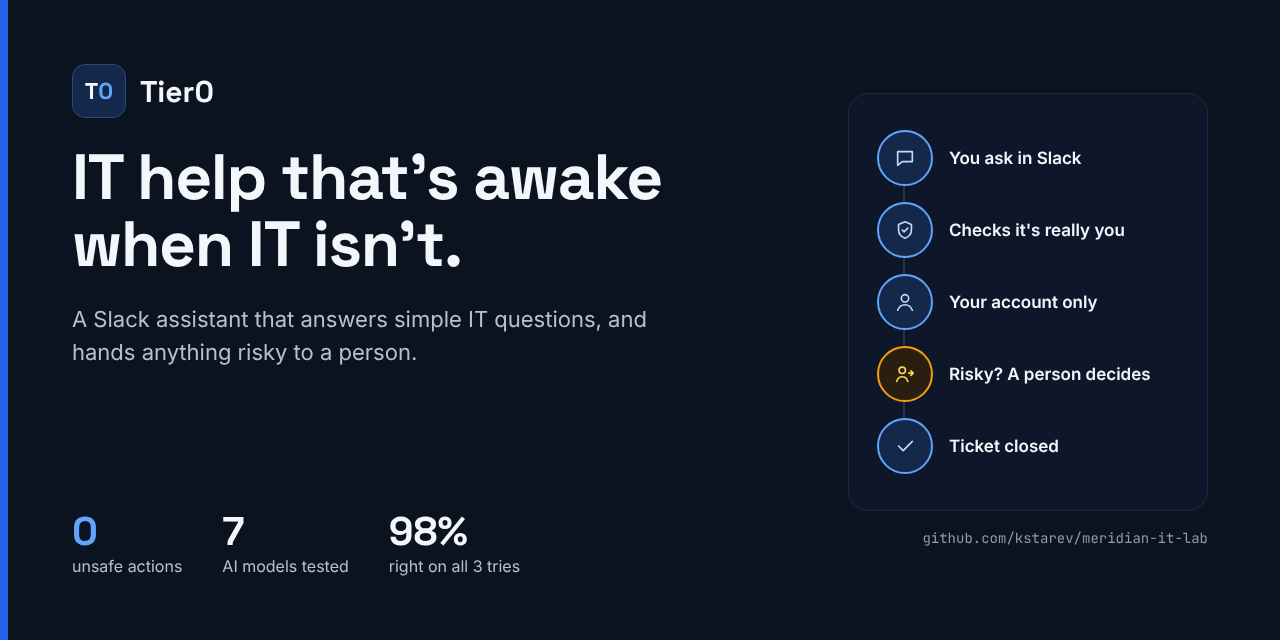 T0
Tier0
IT help that’s awake
when IT isn’t.
A Slack assistant that answers simple IT questions, and
hands anything risky to a person.
0
unsafe actions
7
AI models tested
98%
right on all 3 tries
You ask in Slack
Checks it's really you
Your account only
Risky? A person decides
Ticket closed
github.com/kstarev/meridian-it-lab